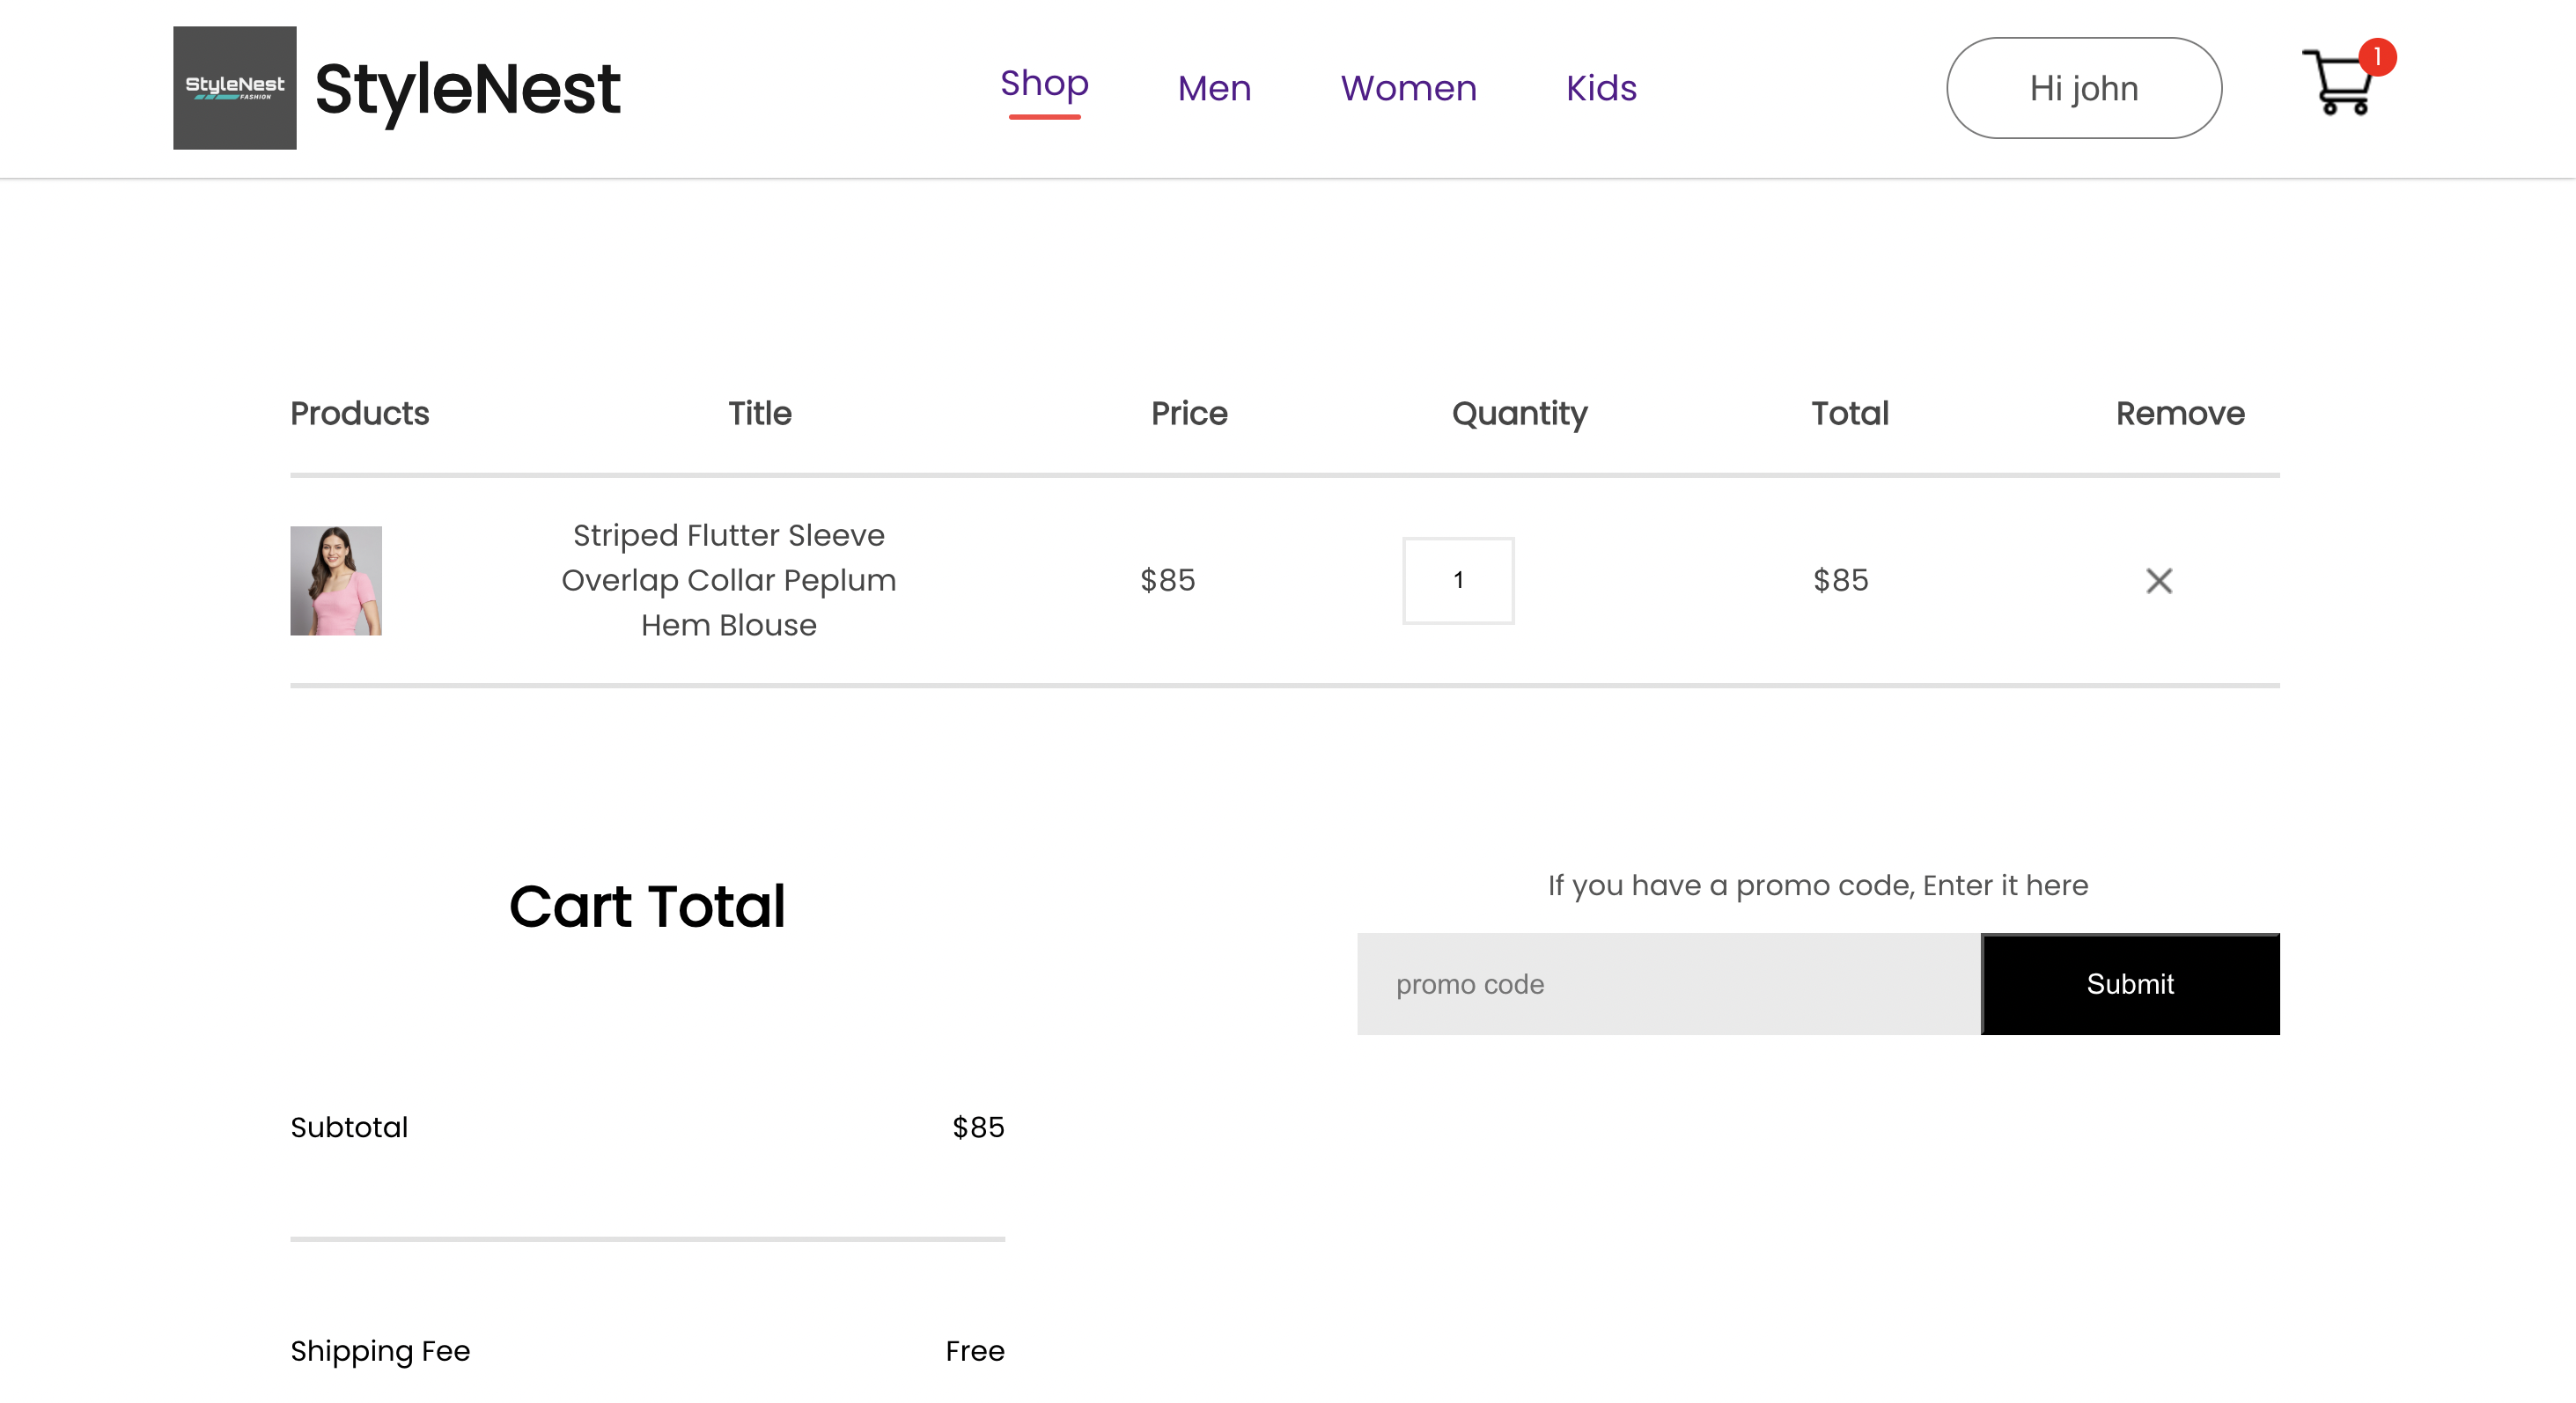 StyleNest
FASHION
StyleNest
Shop Men Women Kids
Hi john
1
Products Title Price Quantity Total Remove
Striped Flutter Sleeve
Overlap Collar Peplum
Hem Blouse
$85 1 $85
Cart Total
If you have a promo code, Enter it here
promo code Submit
Subtotal $85
Shipping Fee Free